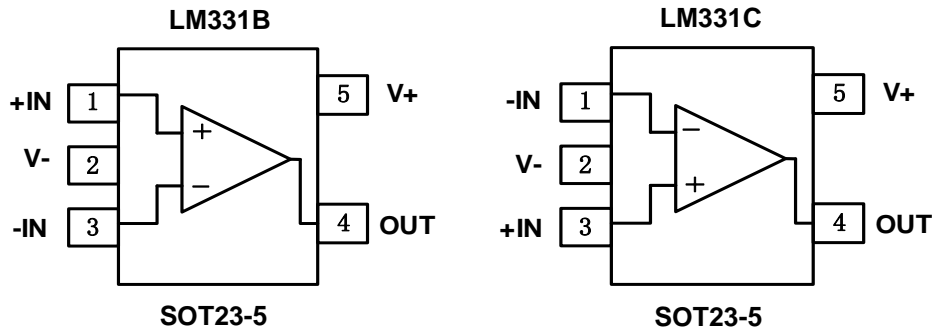 LM331B
+IN 1 + 5 V+
V- 2
-IN 3 − 4 OUT
SOT23-5
LM331C
-IN 1 − 5 V+
V- 2
+IN 3 + 4 OUT
SOT23-5